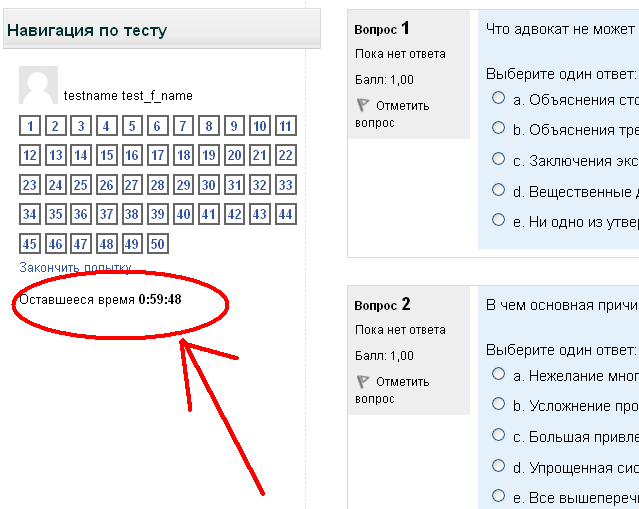 Навигация по тесту
testname test_f_name
1 2 3 4 5 6 7 8 9 10 11
12 13 14 15 16 17 18 19 20 21 22
23 24 25 26 27 28 29 30 31 32 33
34 35 36 37 38 39 40 41 42 43 44
45 46 47 48 49 50
Закончить попытку
Оставшееся время 0:59:48
Вопрос 1
Пока нет ответа
Балл: 1,00
Отметить
вопрос
Что адвокат не может
Выберите один ответ:
a. Объяснения сто
b. Объяснения тре
c. Заключения экс
d. Вещественные
e. Ни одно из утвер
Вопрос 2
Пока нет ответа
Балл: 1,00
Отметить
вопрос
В чем основная причи
Выберите один ответ:
a. Нежелание мног
b. Усложнение про
c. Большая привле
d. Упрощенная сис
e. Все вышеперечи